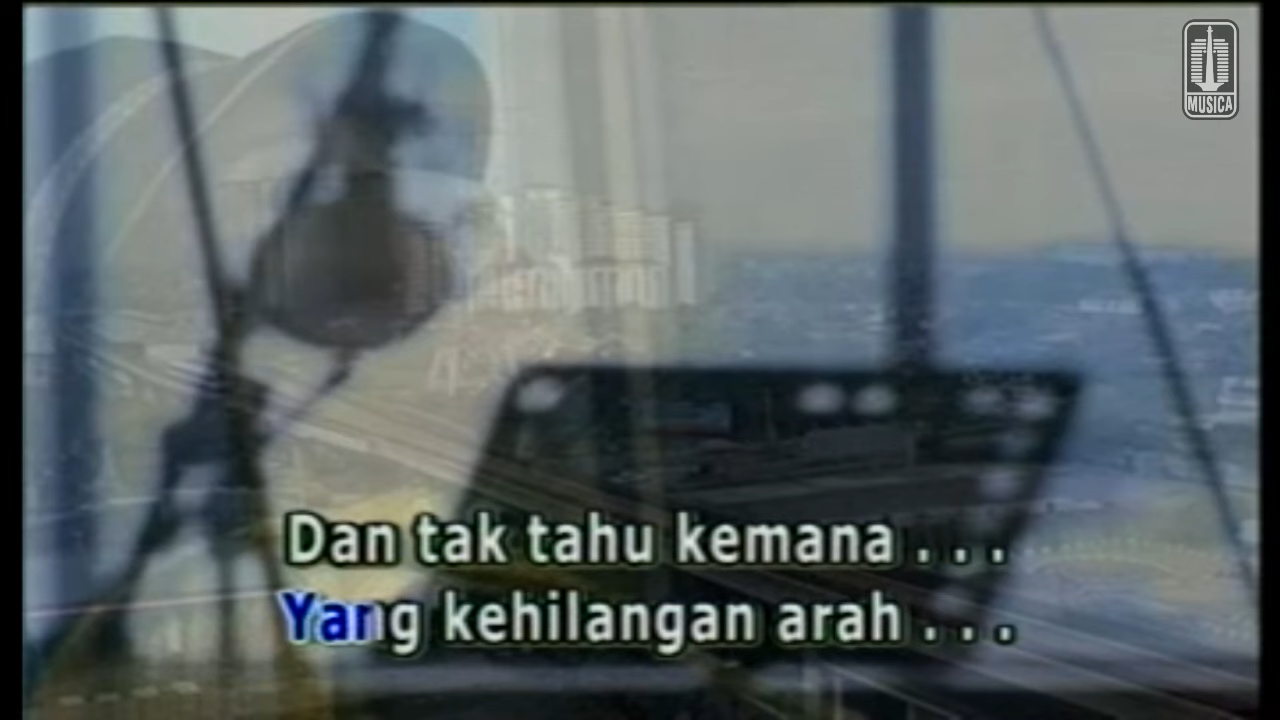 MUSICA
Dan tak tahu kemana . . .
Yang kehilangan arah . . .